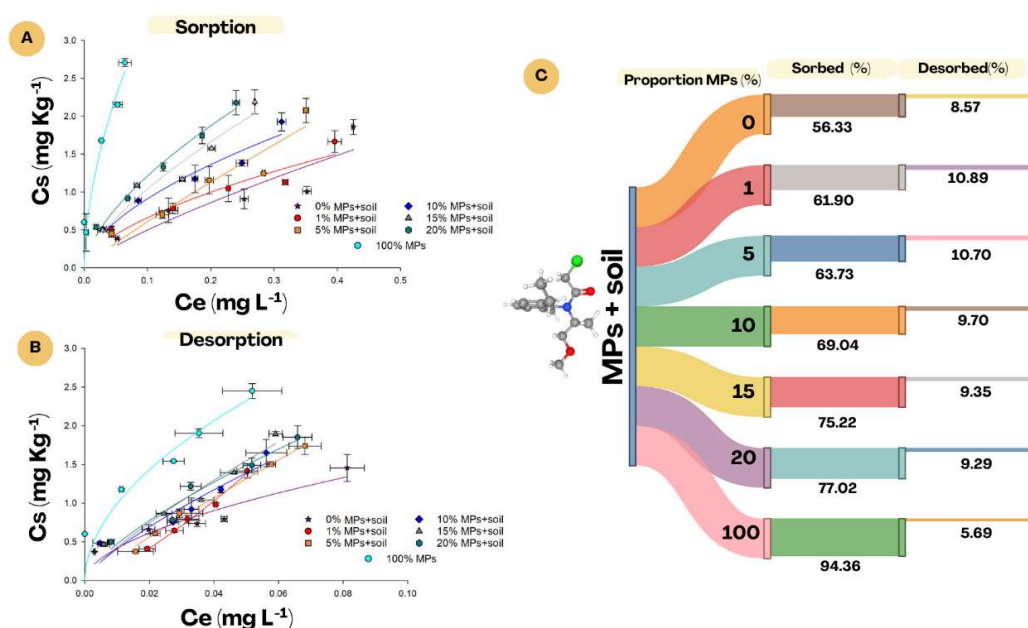 A
Sorption
3.0
2.5
2.0
1.5
1.0
0.5
0.0
Cs (mg Kg⁻¹)
0.0 0.1 0.2 0.3 0.4 0.5
Ce (mg L⁻¹)
0% MPs+soil 10% MPs+soil
1% MPs+soil 15% MPs+soil
5% MPs+soil 20% MPs+soil
100% MPs
B
Desorption
3.0
2.5
2.0
1.5
1.0
0.5
0.0
Cs (mg Kg⁻¹)
0.00 0.02 0.04 0.06 0.08 0.10
Ce (mg L⁻¹)
0% MPs+soil 10% MPs+soil
1% MPs+soil 15% MPs+soil
5% MPs+soil 20% MPs+soil
100% MPs
C
Proportion MPs (%) Sorbed (%) Desorbed(%)
MPs + soil
0 56.33 8.57
1 61.90 10.89
5 63.73 10.70
10 69.04 9.70
15 75.22 9.35
20 77.02 9.29
100 94.36 5.69